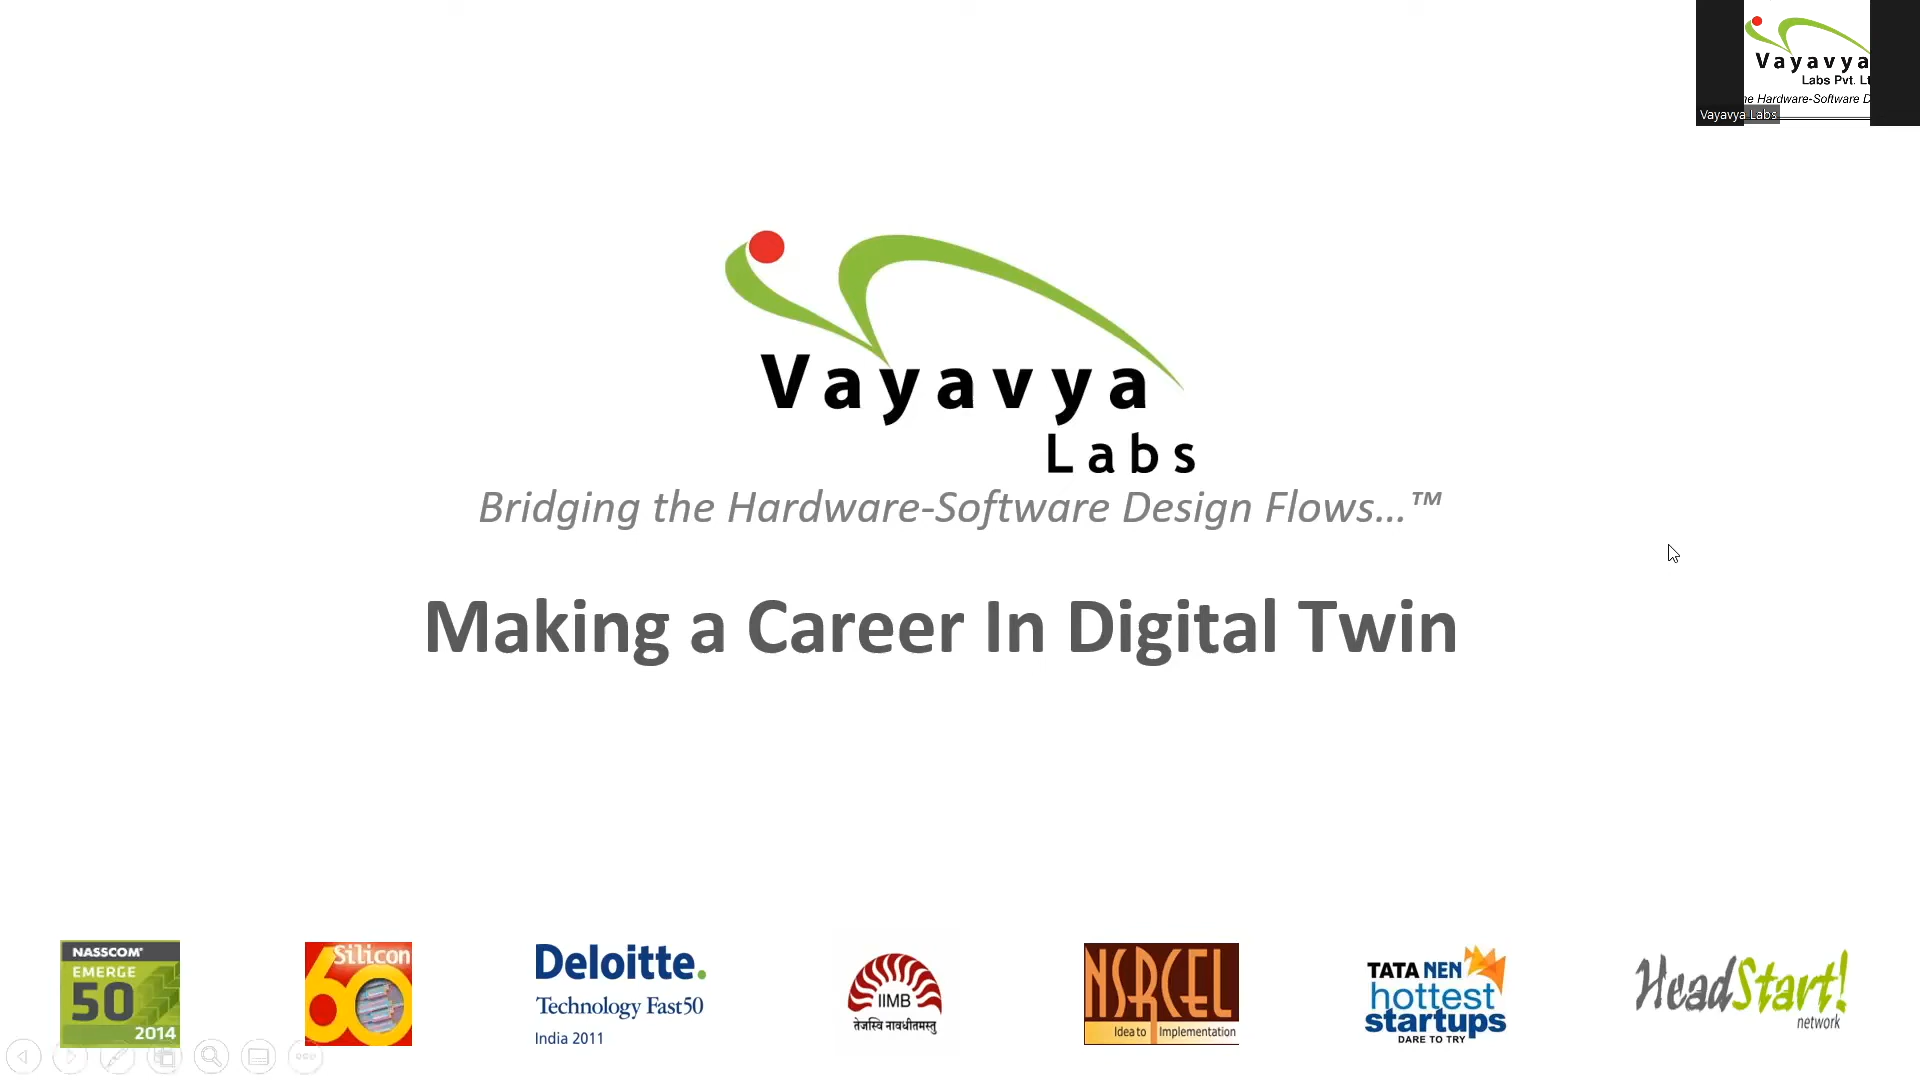 Vayavya
Labs Pvt. Lt
he Hardware-Software D
Vayavya Labs
Vayavya
Labs
Bridging the Hardware-Software Design Flows...™
Making a Career In Digital Twin
NASSCOM®
EMERGE
50
2014
Silicon
60
Deloitte.
Technology Fast50
India 2011
IIMB
तेजस्वि नावधीतमस्तु
NSRCEL
Idea to Implementation
TATA NEN
hottest
startups
DARE TO TRY
HeadStart!
network